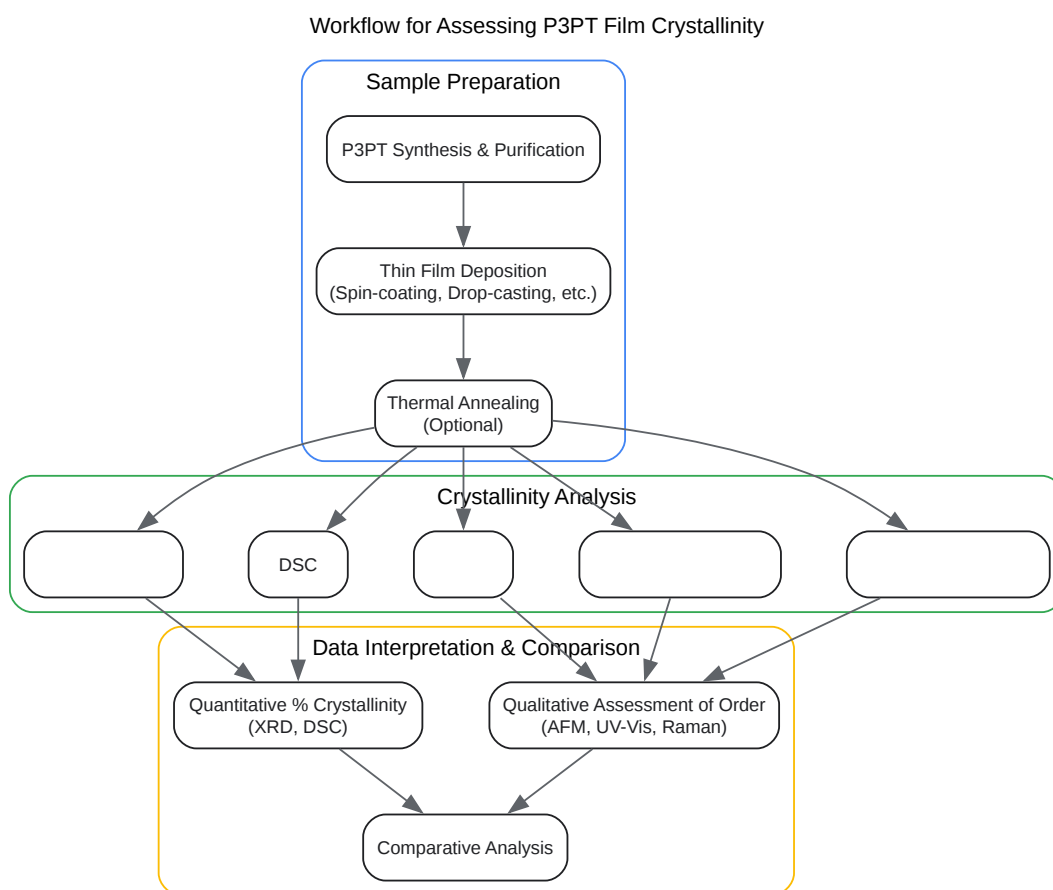 Workflow for Assessing P3PT Film Crystallinity
Sample Preparation
P3PT Synthesis & Purification
Thin Film Deposition
(Spin-coating, Drop-casting, etc.)
Thermal Annealing
(Optional)
Crystallinity Analysis
DSC
Data Interpretation & Comparison
Quantitative % Crystallinity
(XRD, DSC)
Qualitative Assessment of Order
(AFM, UV-Vis, Raman)
Comparative Analysis